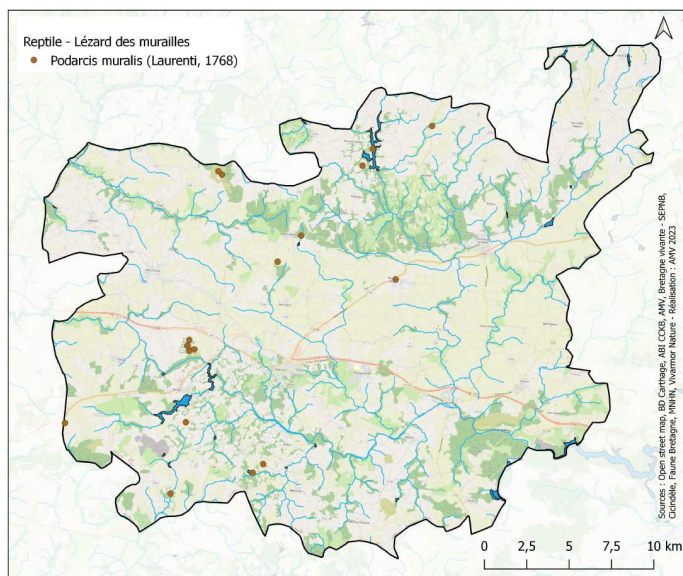 Reptile - Lézard des murailles
Podarcis muralis (Laurenti, 1768)
Sources : Open street map, BD Carthage, ABI CCKB, AMV, Bretagne vivante - SEPNB,
Cicindèle, Faune Bretagne, MNHN, Vivarmor Nature - Réalisation : AMV 2023
0 2,5 5 7,5 10 km